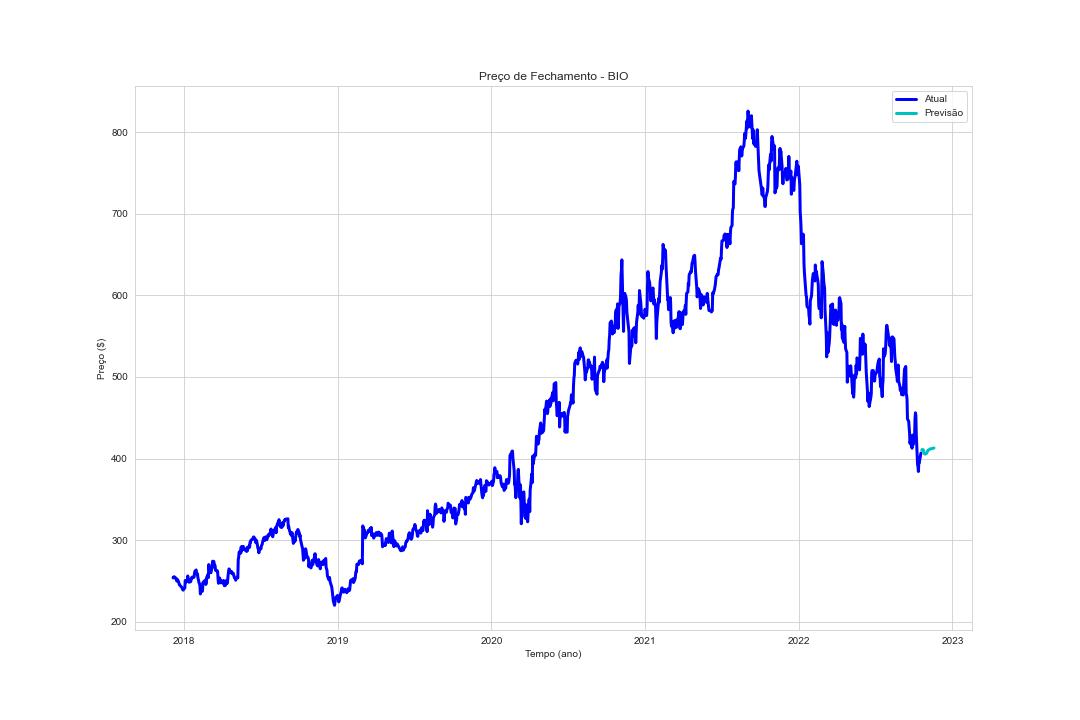 Preço de Fechamento - BIO
Atual
Previsão
800
700
600
500
400
300
200
Preço ($)
2018 2019 2020 2021 2022 2023
Tempo (ano)